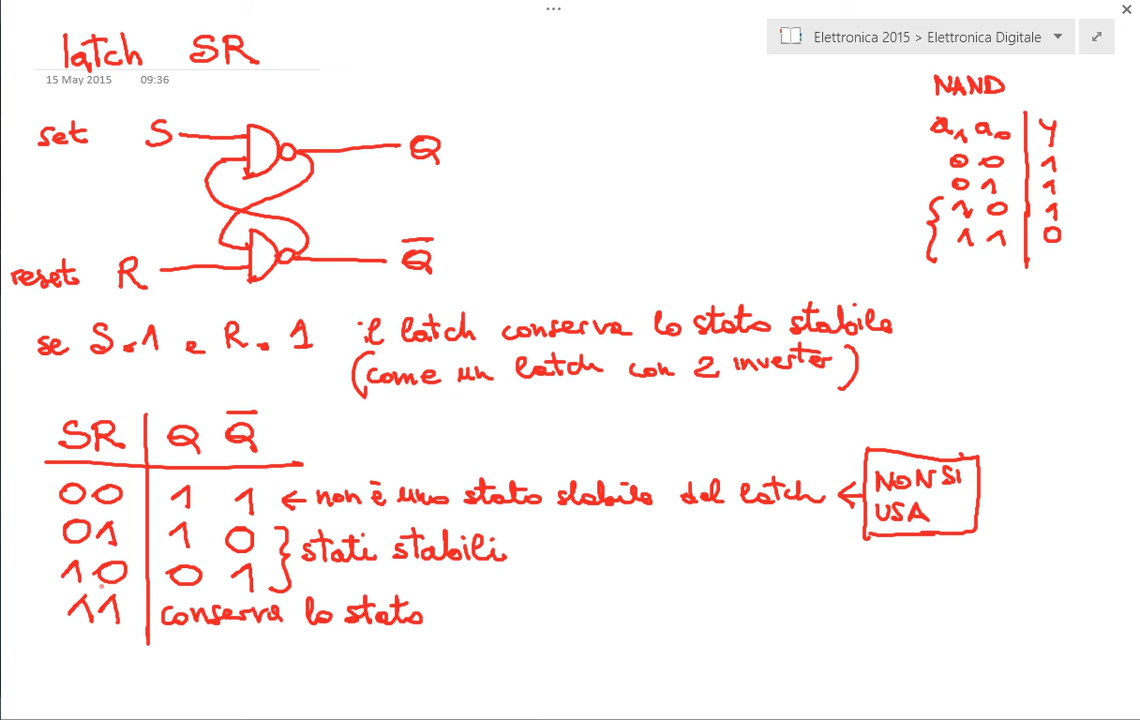 latch SR
15 May 2015 09:36
Elettronica 2015 > Elettronica Digitale
NAND
a₁ a₀ y
0 0 1
0 1 1
1 0 1
1 1 0
set S Q
reset R Q̅
se S=1 e R=1 il latch conserva lo stato stabile
(come un latch con 2 inverter)
SR Q Q̅
00 1 1 ← non è uno stato stabile del latch ← NON SI
USA
01 1 0
} stati stabili
10 0 1
11 conserva lo stato